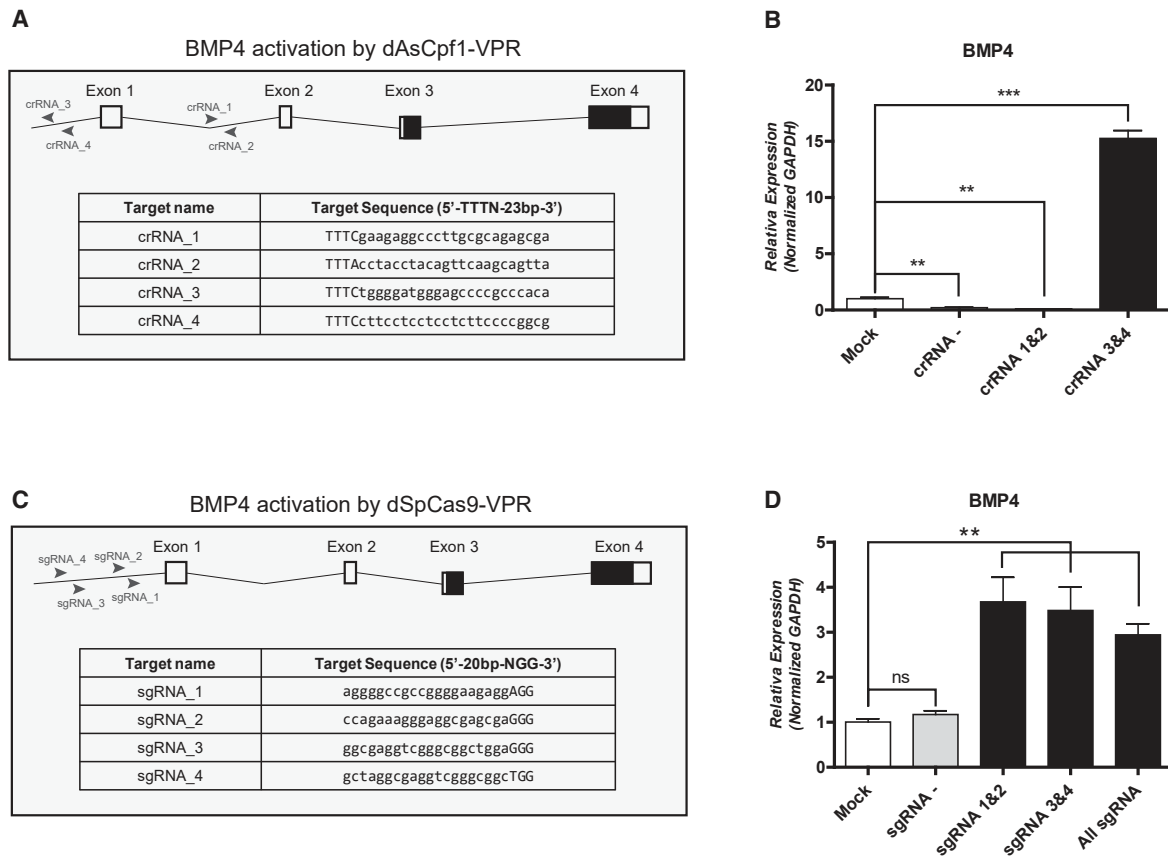 A
BMP4 activation by dAsCpf1-VPR
Exon 1
Exon 2
Exon 3
Exon 4
crRNA_3
crRNA_1
crRNA_4
crRNA_2
Target name Target Sequence (5'-TTTN-23bp-3')
crRNA_1 TTTCgaagaggcccttgcgcagagcga
crRNA_2 TTTAcctacctacagttcaagcagtta
crRNA_3 TTTCtggggatgggagccccgcccaca
crRNA_4 TTTCcttcctcctcctcttccccggcg
B
BMP4
Relativa Expression
(Normalized GAPDH)
20
15
10
5
0
***
**
**
Mock
crRNA -
crRNA 1&2
crRNA 3&4
C
BMP4 activation by dSpCas9-VPR
Exon 1
Exon 2
Exon 3
Exon 4
sgRNA_4
sgRNA_2
sgRNA_3
sgRNA_1
Target name Target Sequence (5'-20bp-NGG-3')
sgRNA_1 aggggccgccggggaagaggAGG
sgRNA_2 ccagaaagggaggcgagcgaGGG
sgRNA_3 ggcgaggtcgggcggctggaGGG
sgRNA_4 gctaggcgaggtcgggcggcTGG
D
BMP4
Relativa Expression
(Normalized GAPDH)
5
4
3
2
1
0
**
ns
Mock
sgRNA -
sgRNA 1&2
sgRNA 3&4
All sgRNA